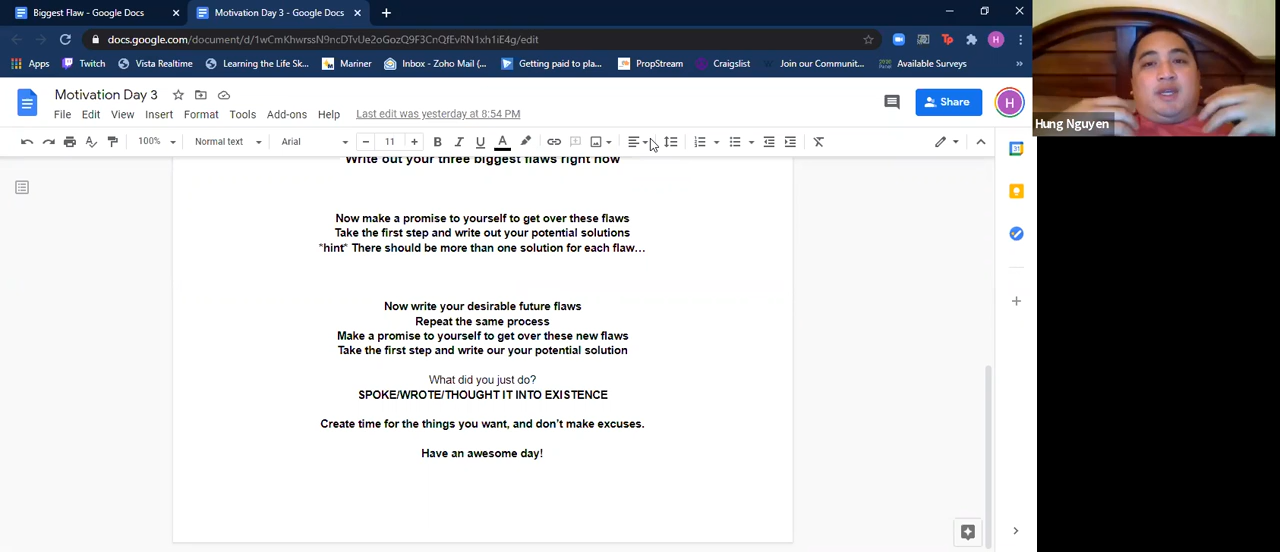 Biggest Flaw - Google Docs
Motivation Day 3 - Google Docs
docs.google.com/document/d/1wCmKhwrssN9ncDTvUe2oGozQ9F3CnQfEvRN1xh1iE4g/edit
Apps
Twitch
Vista Realtime
Learning the Life Sk...
Mariner
Inbox - Zoho Mail (...
Getting paid to pla...
PropStream
Craigslist
Join our Communit...
Available Surveys
»
Motivation Day 3
File Edit View Insert Format Tools Add-ons Help
Last edit was yesterday at 8:54 PM
Share
H
100% Normal text Arial 11
Write out your three biggest flaws right now
Now make a promise to yourself to get over these flaws
Take the first step and write out your potential solutions
*hint* There should be more than one solution for each flaw...
Now write your desirable future flaws
Repeat the same process
Make a promise to yourself to get over these new flaws
Take the first step and write our your potential solution
What did you just do?
SPOKE/WROTE/THOUGHT IT INTO EXISTENCE
Create time for the things you want, and don't make excuses.
Have an awesome day!
Hung Nguyen